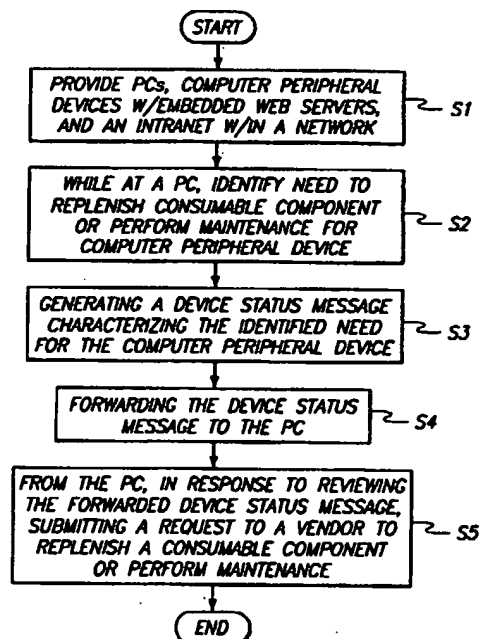 START
PROVIDE PCs, COMPUTER PERIPHERAL
DEVICES W/EMBEDDED WEB SERVERS,
AND AN INTRANET W/IN A NETWORK
S1
WHILE AT A PC, IDENTIFY NEED TO
REPLENISH CONSUMABLE COMPONENT
OR PERFORM MAINTENANCE FOR
COMPUTER PERIPHERAL DEVICE
S2
GENERATING A DEVICE STATUS MESSAGE
CHARACTERIZING THE IDENTIFIED NEED
FOR THE COMPUTER PERIPHERAL DEVICE
S3
FORWARDING THE DEVICE STATUS
MESSAGE TO THE PC
S4
FROM THE PC, IN RESPONSE TO REVIEWING
THE FORWARDED DEVICE STATUS MESSAGE,
SUBMITTING A REQUEST TO A VENDOR TO
REPLENISH A CONSUMABLE COMPONENT
OR PERFORM MAINTENANCE
S5
END